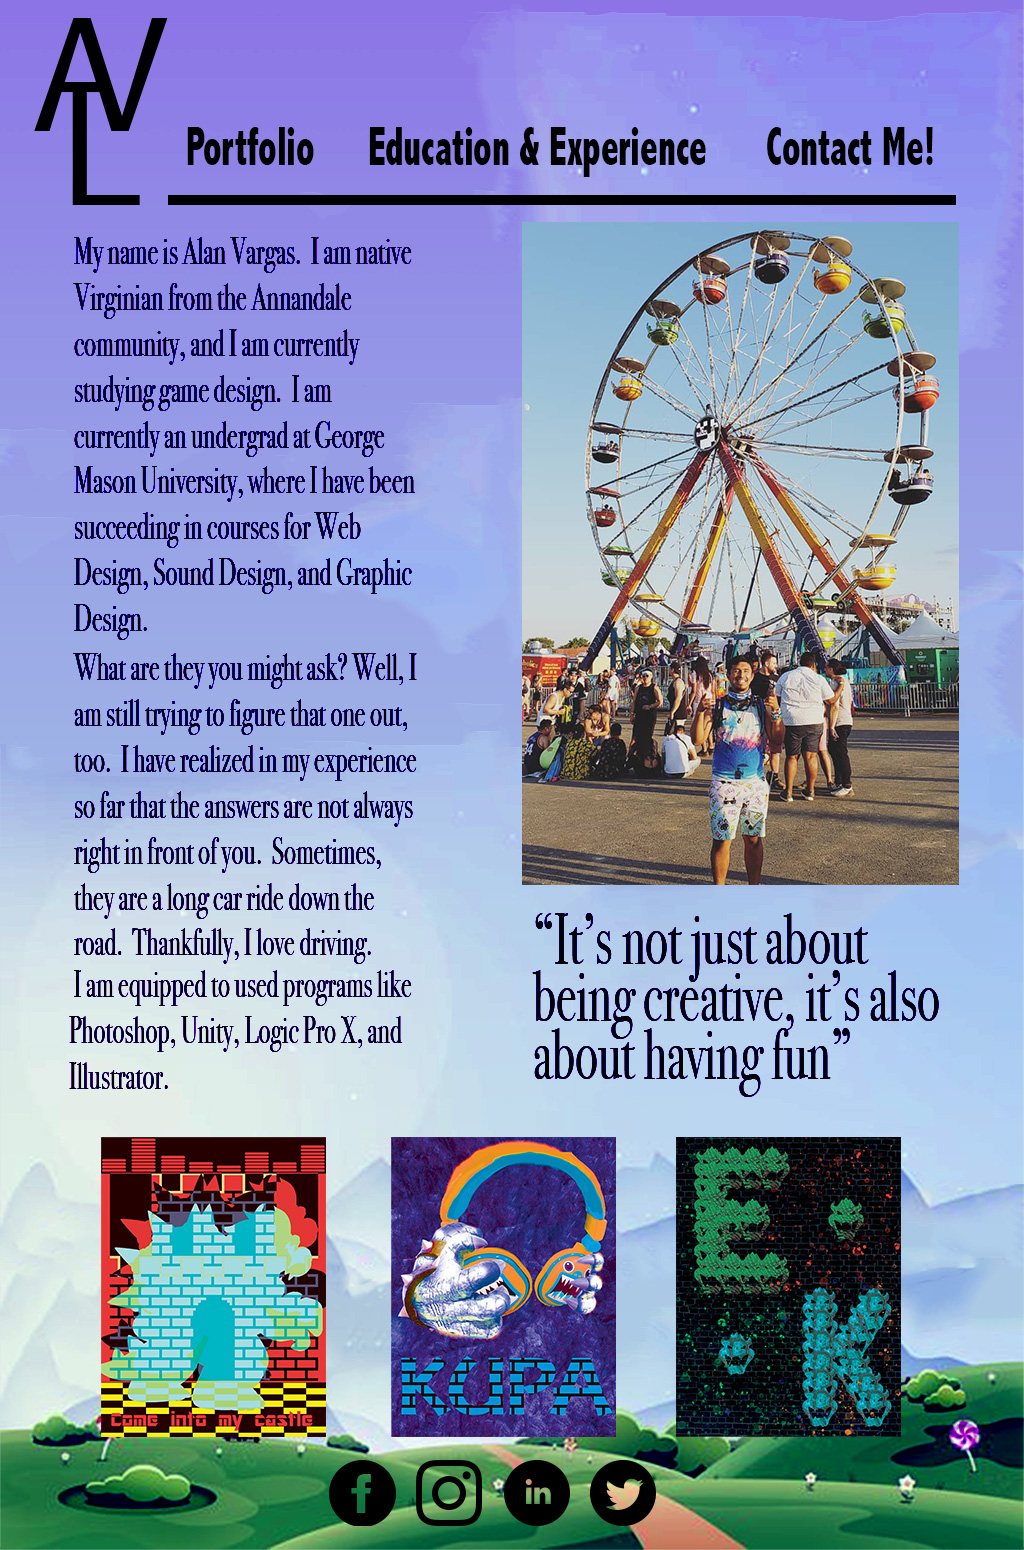 AVL
Portfolio
Education & Experience
Contact Me!
My name is Alan Vargas. I am native
Virginian from the Annandale
community, and I am currently
studying game design. I am
currently an undergrad at George
Mason University, where I have been
succeeding in courses for Web
Design, Sound Design, and Graphic
Design.
What are they you might ask? Well, I
am still trying to figure that one out,
too. I have realized in my experience
so far that the answers are not always
right in front of you. Sometimes,
they are a long car ride down the
road. Thankfully, I love driving.
I am equipped to used programs like
Photoshop, Unity, Logic Pro X, and
Illustrator.
“It’s not just about
being creative, it’s also
about having fun”
Come into my castle
KUPA
E
K
f
in